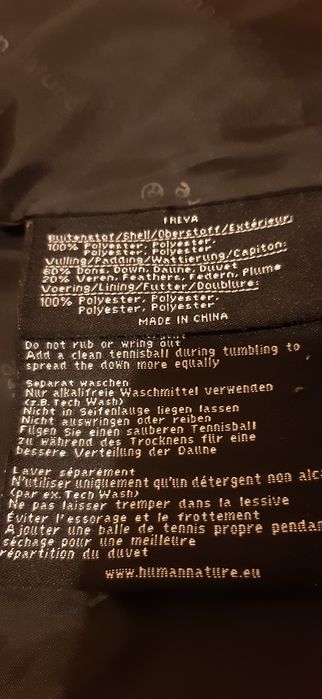 FREYA
Buitenstof/Shell/Oberstoff/Extérieur:
100% Polyester, Polyester,
Polyester, Polyester
Vulling/Padding/Wattierung/Capiton:
80% Dons, Down, Daune, Duvet
20% Veren, Feathers, Federn, Plume
Voering/Lining/Futter/Doublure:
100% Polyester, Polyester,
Polyester, Polyester
MADE IN CHINA
Do not rub or wring out
Add a clean tennisball during tumbling to
spread the down more equally
Separat waschen
Nur alkalifreie Waschmittel verwenden
(z.B. Tech Wash)
Nicht in Seifenlauge liegen lassen
Nicht auswringen oder reiben
Fügen Sie einen sauberen Tennisball
zu während des Trocknens für eine
bessere Verteilung der Daune
Laver séparément
N'utiliser uniquement qu'un détergent non alca
(par ex. Tech Wash)
Ne pas laisser tremper dans la lessive
Éviter l'essorage et le frottement
Ajouter une balle de tennis propre pendan
séchage pour une meilleure
répartition du duvet
www.humannature.eu